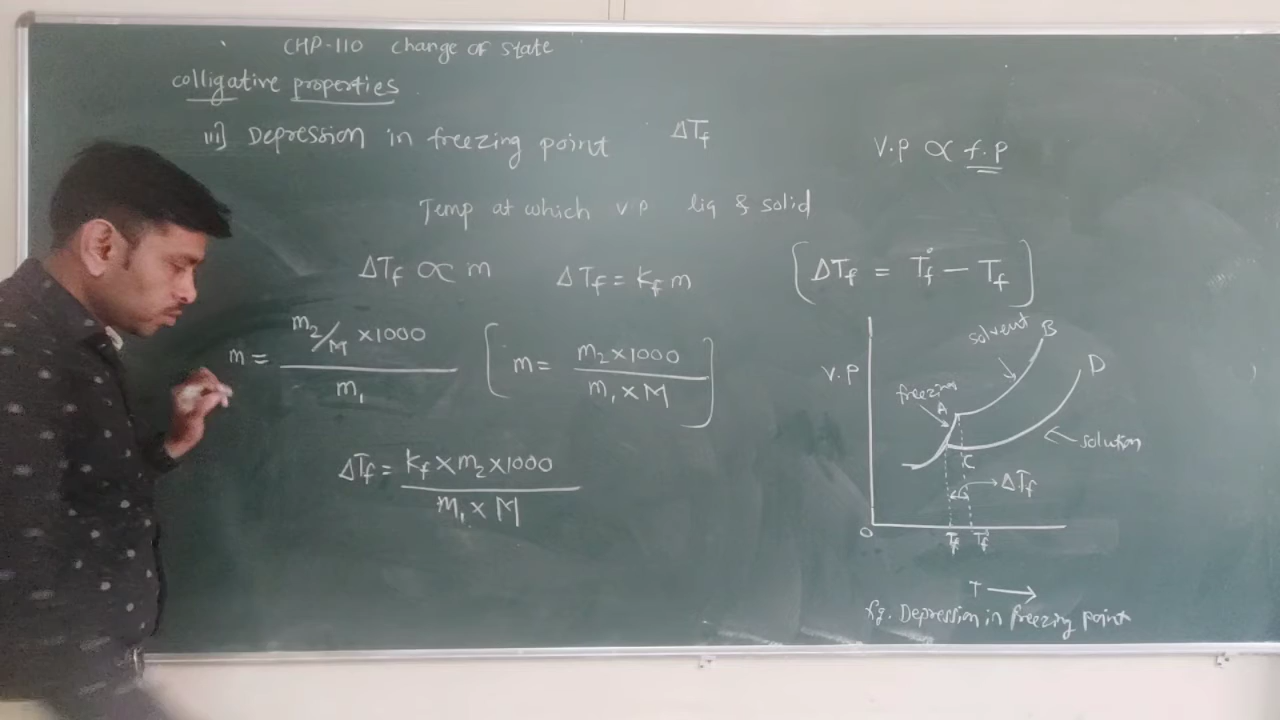 CHP-110 change of state
colligative properties
iii] Depression in freezing point ΔTf
V.P ∝ f.P
Temp at which v p liq & solid
ΔTf ∝ m ΔTf = Kf m
[ΔTf = T°f − Tf]
m = m2/M × 1000 / m1
[m = m2 × 1000 / m1 × M]
ΔTf = Kf × m2 × 1000 / m1 × M
solvent B
V.P
D
freezing
A
solution
C
ΔTf
O
Tf T°f
T →
fig. Depression in freezing point